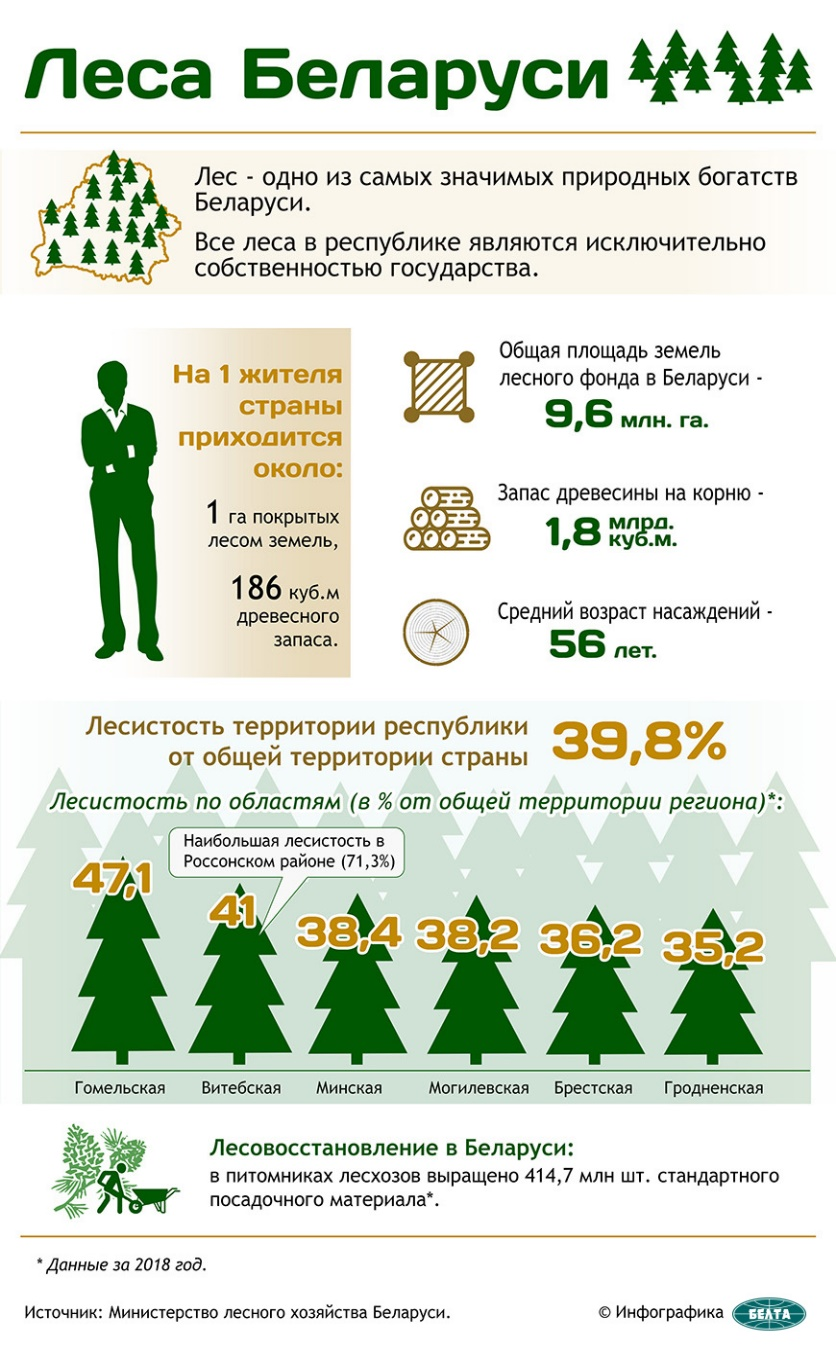 Леса Беларуси
Лес - одно из самых значимых природных богатств
Беларуси.
Все леса в республике являются исключительно
собственностью государства.
На 1 жителя
страны
приходится
около:
1 га покрытых
лесом земель,
186 куб.м
древесного
запаса.
Общая площадь земель
лесного фонда в Беларуси -
9,6 млн. га.
Запас древесины на корню -
1,8 млрд.
куб.м.
Средний возраст насаждений -
56 лет.
Лесистость территории республики
от общей территории страны
39,8%
Лесистость по областям (в % от общей территории региона)*:
Наибольшая лесистость в
Россонском районе (71,3%)
47,1
41
38,4
38,2
36,2
35,2
Гомельская
Витебская
Минская
Могилевская
Брестская
Гродненская
Лесовосстановление в Беларуси:
в питомниках лесхозов выращено 414,7 млн шт. стандартного
посадочного материала*.
* Данные за 2018 год.
Источник: Министерство лесного хозяйства Беларуси.
© Инфографика БЕЛТА